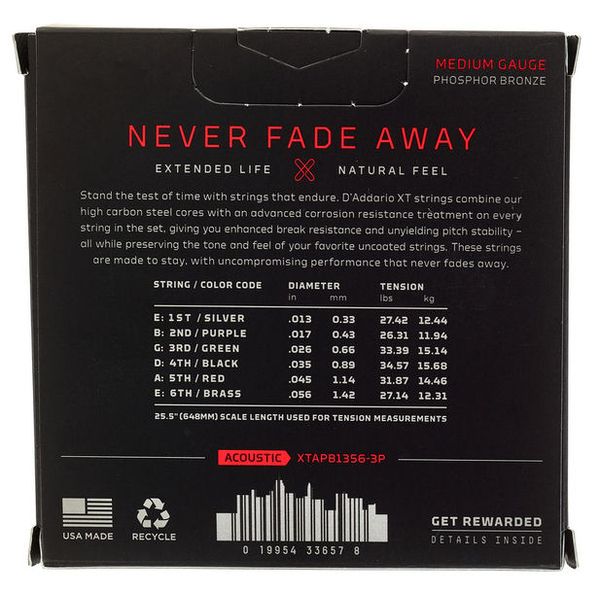 MEDIUM GAUGE
PHOSPHOR BRONZE
NEVER FADE AWAY
EXTENDED LIFE NATURAL FEEL
Stand the test of time with strings that endure. D'Addario XT strings combine our
high carbon steel cores with an advanced corrosion resistance treatment on every
string in the set, giving you enhanced break resistance and unyielding pitch stability –
all while preserving the tone and feel of your favorite uncoated strings. These strings
are made to stay, with uncompromising performance that never fades away.
STRING / COLOR CODE DIAMETER TENSION
in mm lbs kg
E: 1ST / SILVER .013 0.33 27.42 12.44
B: 2ND / PURPLE .017 0.43 26.31 11.94
G: 3RD / GREEN .026 0.66 33.39 15.14
D: 4TH / BLACK .035 0.89 34.57 15.68
A: 5TH / RED .045 1.14 31.87 14.46
E: 6TH / BRASS .056 1.42 27.14 12.31
25.5" (648MM) SCALE LENGTH USED FOR TENSION MEASUREMENTS
ACOUSTIC XTAPB1356-3P
USA MADE RECYCLE
0 19954 33657 8
GET REWARDED
DETAILS INSIDE